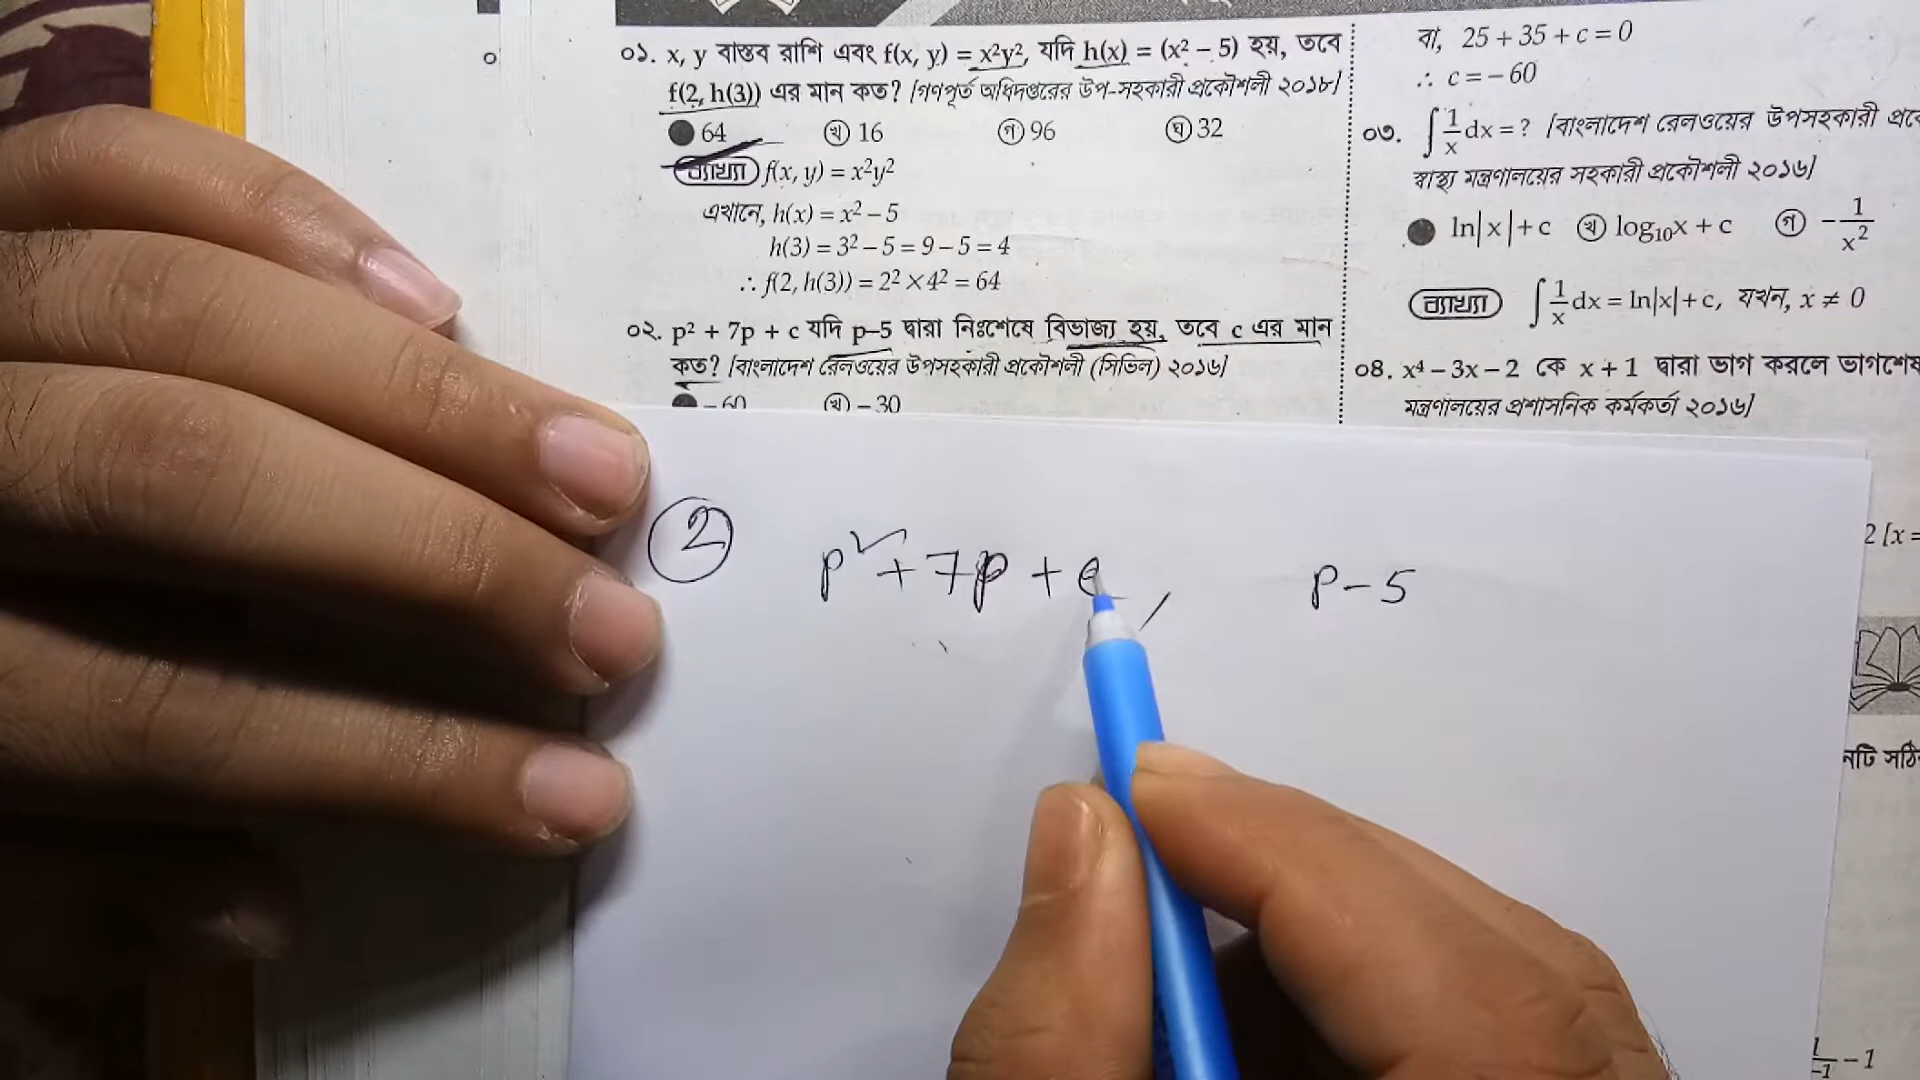 ০১. x, y বাস্তব রাশি এবং f(x, y) = x²y², যদি h(x) = (x² – 5) হয়, তবে
f(2, h(3)) এর মান কত? [গণপূর্ত অধিদপ্তরের উপ-সহকারী প্রকৌশলী ২০১৮]
64 (খ) 16 (গ) 96 (ঘ) 32
ব্যাখ্যা f(x, y) = x²y²
এখানে, h(x) = x² – 5
h(3) = 3² – 5 = 9 – 5 = 4
∴ f(2, h(3)) = 2² × 4² = 64
০২. p² + 7p + c যদি p–5 দ্বারা নিঃশেষে বিভাজ্য হয়, তবে c এর মান
কত? [বাংলাদেশ রেলওয়ের উপসহকারী প্রকৌশলী (সিভিল) ২০১৬]
– 60 (খ) – 30
বা, 25 + 35 + c = 0
∴ c = – 60
০৩. ∫ 1/x dx = ? [বাংলাদেশ রেলওয়ের উপসহকারী
স্বাস্থ্য মন্ত্রণালয়ের সহকারী প্রকৌশলী ২০১৬]
ln|x| + c (খ) log₁₀x + c (গ) – 1/x²
ব্যাখ্যা ∫ 1/x dx = ln|x| + c, যখন, x ≠ 0
০৪. x⁴ – 3x – 2 কে x + 1 দ্বারা ভাগ করলে ভাগশেষ
মন্ত্রণালয়ের প্রশাসনিক কর্মকর্তা ২০১৬]
2 [x =
2 p² + 7p + c, p – 5
– 1